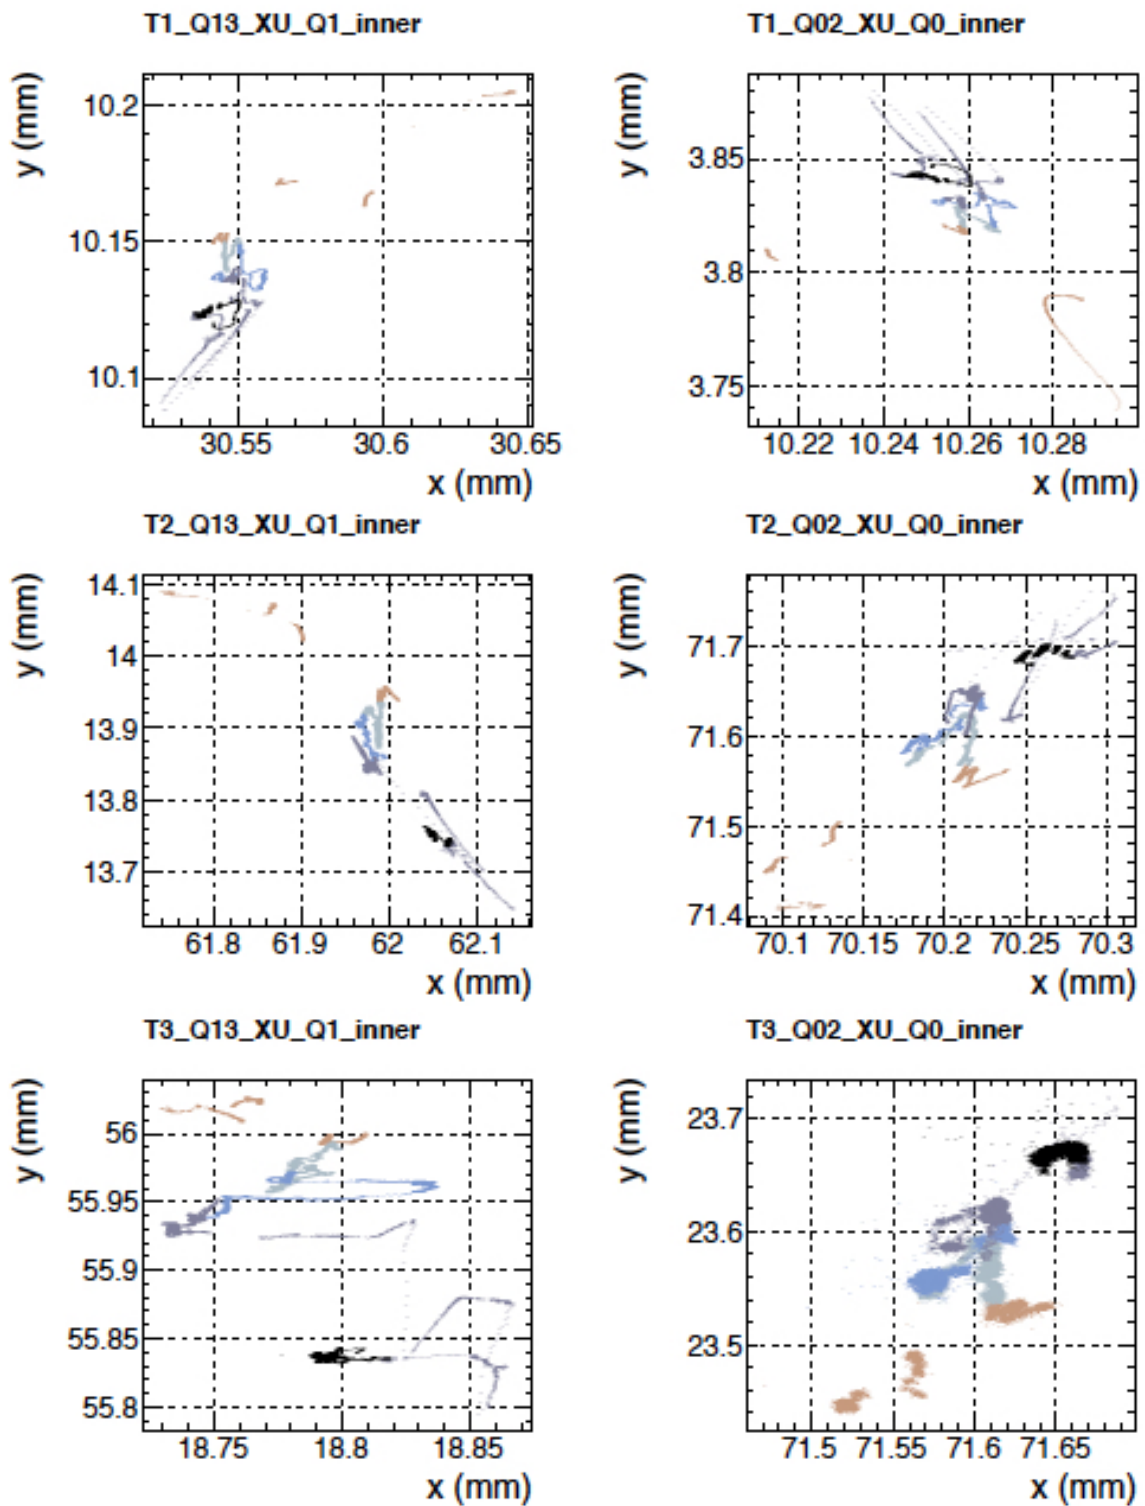 T1_Q13_XU_Q1_inner
y (mm)
10.2
10.15
10.1
30.55 30.6 30.65
x (mm)
T1_Q02_XU_Q0_inner
y (mm)
3.85
3.8
3.75
10.22 10.24 10.26 10.28
x (mm)
T2_Q13_XU_Q1_inner
y (mm)
14.1
14
13.9
13.8
13.7
61.8 61.9 62 62.1
x (mm)
T2_Q02_XU_Q0_inner
y (mm)
71.7
71.6
71.5
71.4
70.1 70.15 70.2 70.25 70.3
x (mm)
T3_Q13_XU_Q1_inner
y (mm)
56
55.95
55.9
55.85
55.8
18.75 18.8 18.85
x (mm)
T3_Q02_XU_Q0_inner
y (mm)
23.7
23.6
23.5
71.5 71.55 71.6 71.65
x (mm)